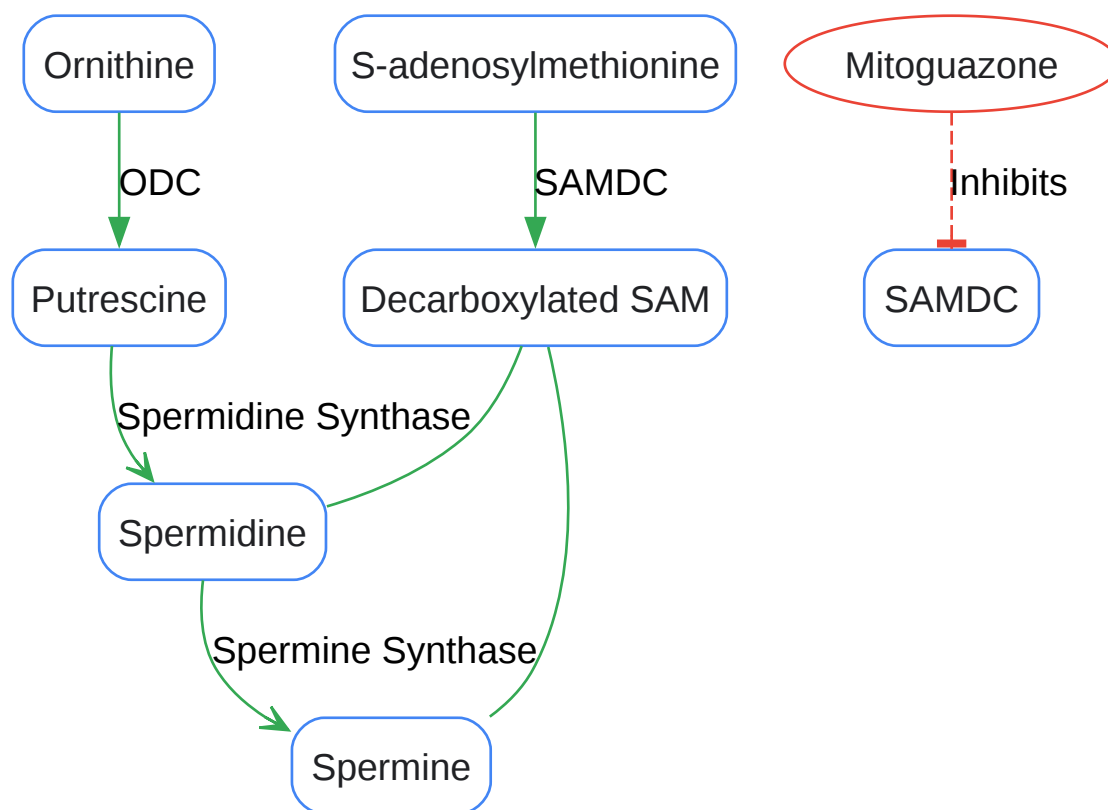 Ornithine
S-adenosylmethionine
Mitoguazone
ODC
SAMDC
Inhibits
Putrescine
Decarboxylated SAM
SAMDC
Spermidine Synthase
Spermidine
Spermine Synthase
Spermine